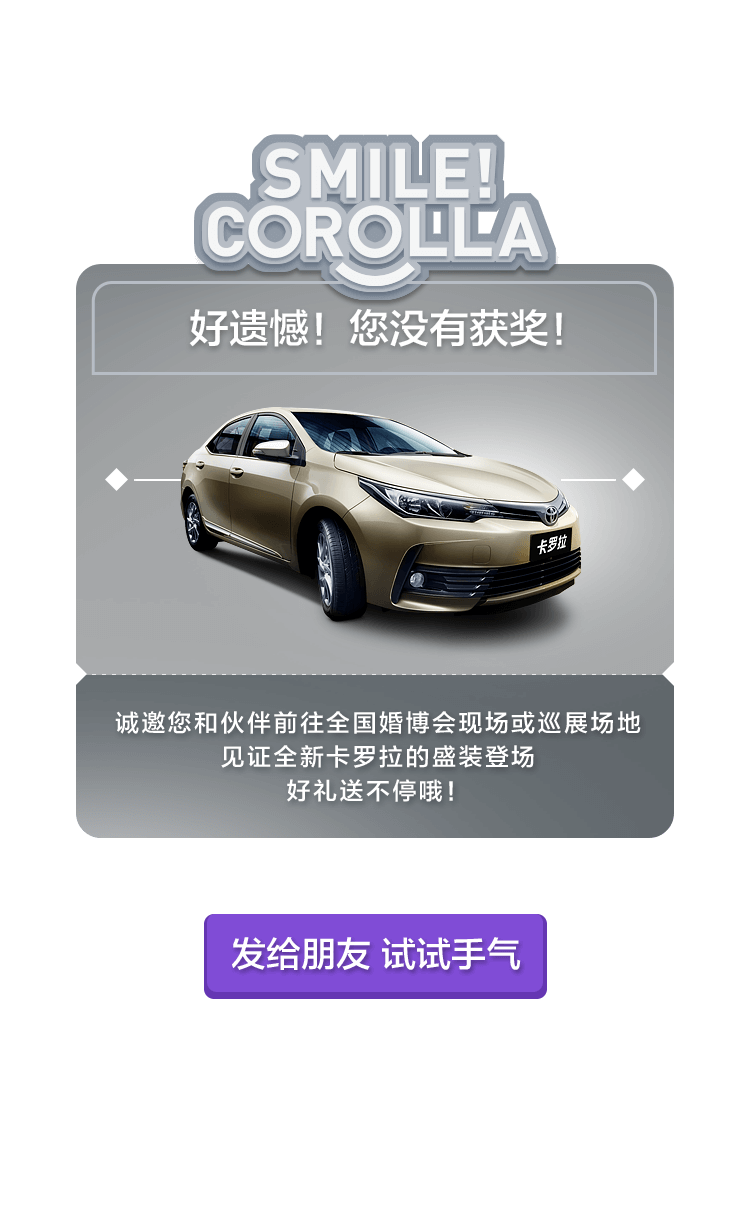 SMILE!
COROLLA
好遗憾！您没有获奖！
卡罗拉
诚邀您和伙伴前往全国婚博会现场或巡展场地
见证全新卡罗拉的盛装登场
好礼送不停哦！
发给朋友 试试手气